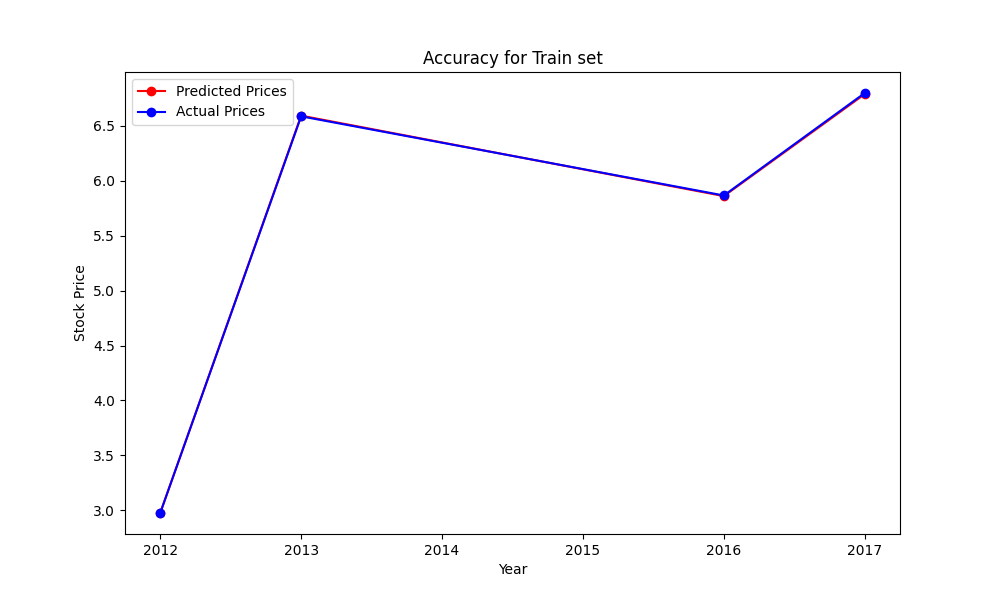 Accuracy for Train set
Predicted Prices
Actual Prices
6.5
6.0
5.5
5.0
4.5
4.0
3.5
3.0
Stock Price
2012 2013 2014 2015 2016 2017
Year